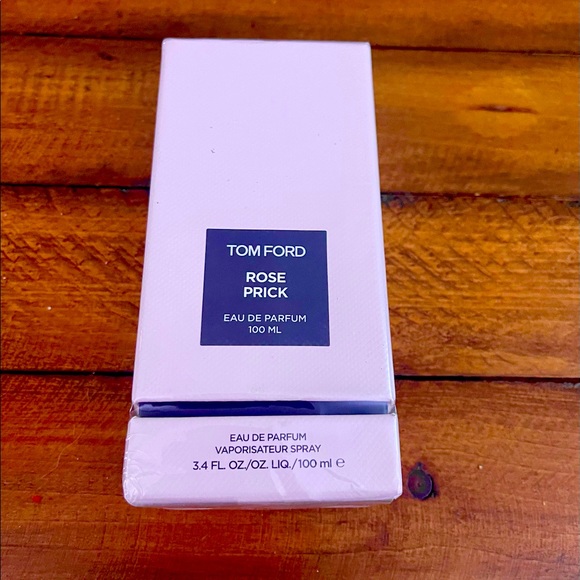 TOM FORD
ROSE
PRICK
EAU DE PARFUM
100 ML
EAU DE PARFUM
VAPORISATEUR SPRAY
3.4 FL. OZ./OZ. LIQ./100 ml ℮